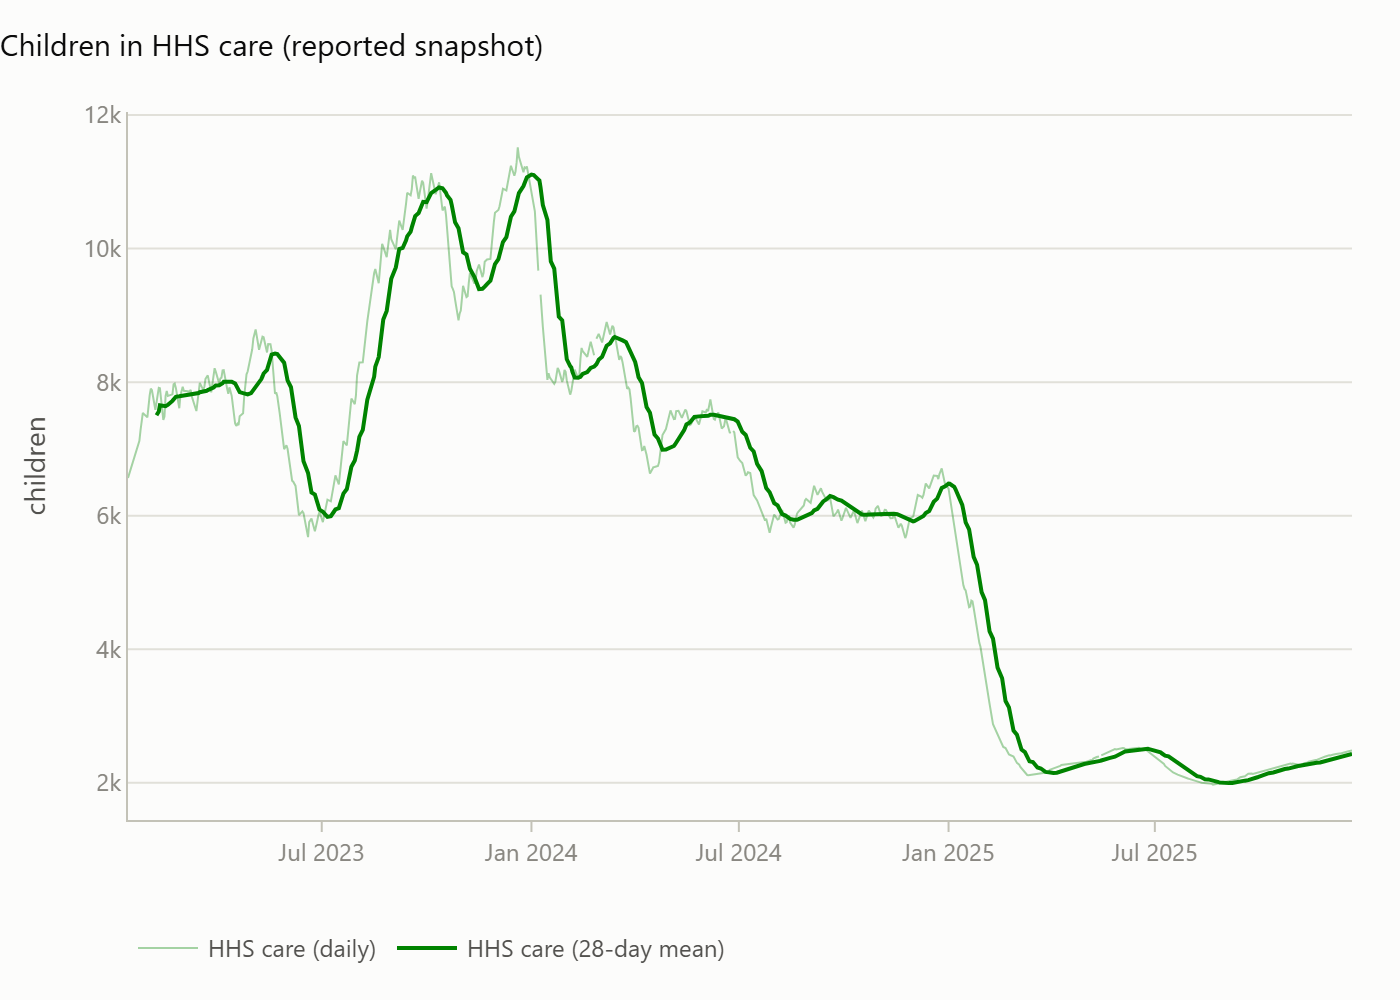 Children in HHS care (reported snapshot)
12k
10k
8k
6k
4k
2k
children
Jul 2023
Jan 2024
Jul 2024
Jan 2025
Jul 2025
HHS care (daily)
HHS care (28-day mean)